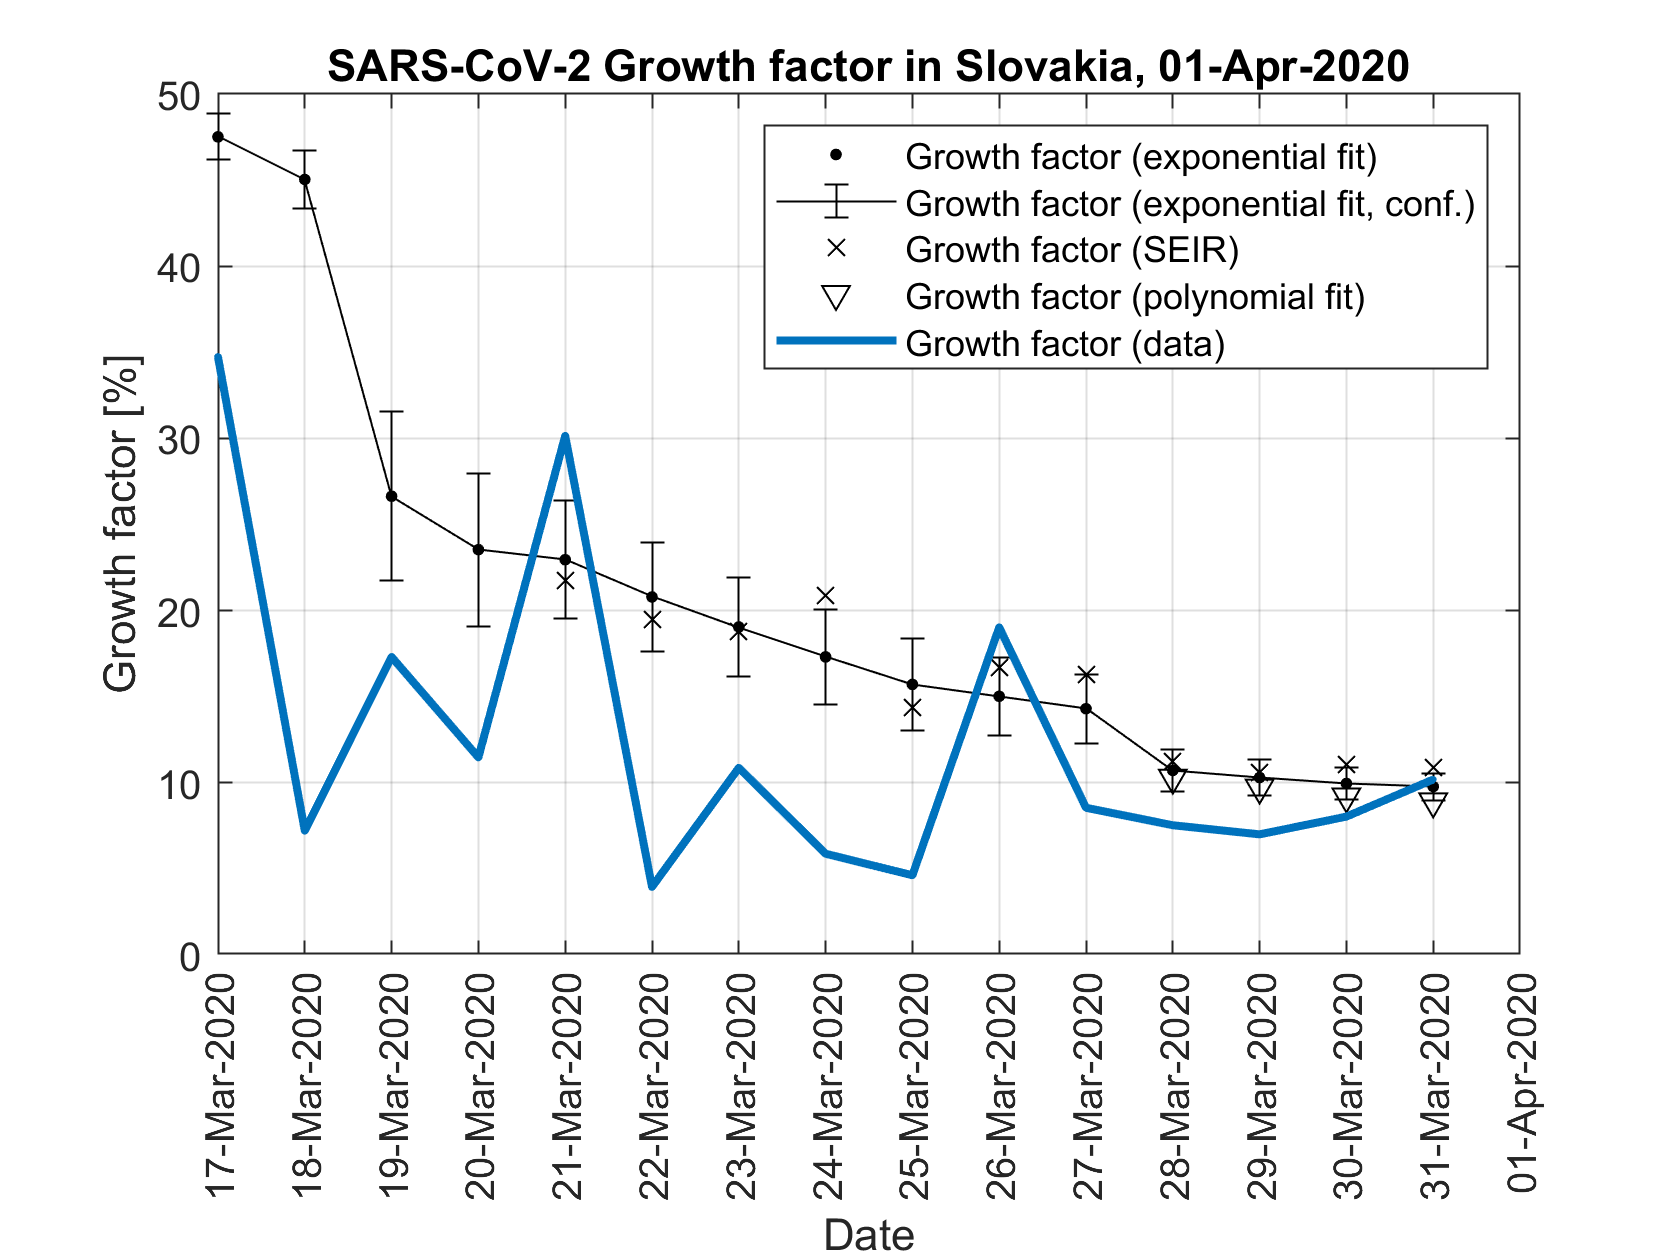 SARS-CoV-2 Growth factor in Slovakia, 01-Apr-2020
50
40
30
20
10
0
Growth factor [%]
Growth factor (exponential fit)
Growth factor (exponential fit, conf.)
Growth factor (SEIR)
Growth factor (polynomial fit)
Growth factor (data)
17-Mar-2020
18-Mar-2020
19-Mar-2020
20-Mar-2020
21-Mar-2020
22-Mar-2020
23-Mar-2020
24-Mar-2020
25-Mar-2020
26-Mar-2020
27-Mar-2020
28-Mar-2020
29-Mar-2020
30-Mar-2020
31-Mar-2020
01-Apr-2020
Date